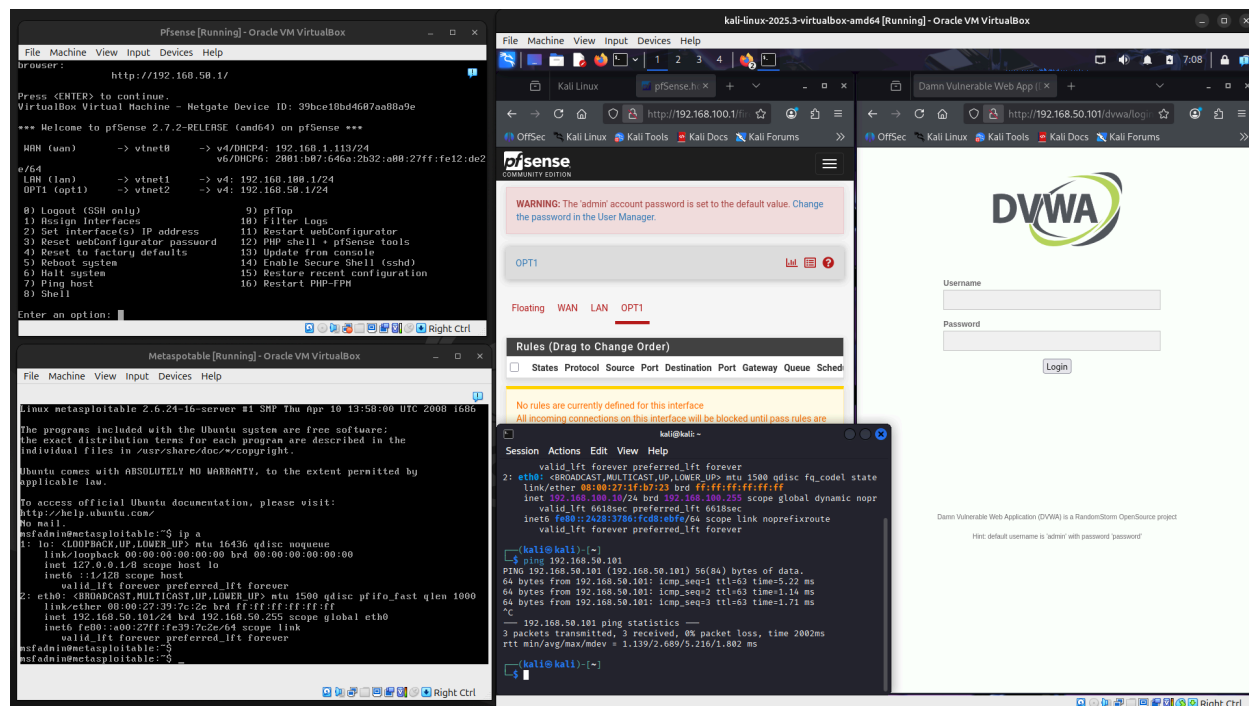 Pfsense [Running] - Oracle VM VirtualBox
File Machine View Input Devices Help
browser:
http://192.168.50.1/
Press <ENTER> to continue.
VirtualBox Virtual Machine - Netgate Device ID: 39bce18bd4607aa88a9e
*** Welcome to pfSense 2.7.2-RELEASE (amd64) on pfSense ***
WAN (wan) -> vtnet0 -> v4/DHCP4: 192.168.1.113/24
v6/DHCP6: 2001:b07:646a:2b32:a00:27ff:fe12:de2
e/64
LAN (lan) -> vtnet1 -> v4: 192.168.100.1/24
OPT1 (opt1) -> vtnet2 -> v4: 192.168.50.1/24
0) Logout (SSH only) 9) pfTop
1) Assign Interfaces 10) Filter Logs
2) Set interface(s) IP address 11) Restart webConfigurator
3) Reset webConfigurator password 12) PHP shell + pfSense tools
4) Reset to factory defaults 13) Update from console
5) Reboot system 14) Enable Secure Shell (sshd)
6) Halt system 15) Restore recent configuration
7) Ping host 16) Restart PHP-FPM
8) Shell
Enter an option:
Right Ctrl
Metaspotable [Running] - Oracle VM VirtualBox
File Machine View Input Devices Help
Linux metasploitable 2.6.24-16-server #1 SMP Thu Apr 10 13:58:00 UTC 2008 i686
The programs included with the Ubuntu system are free software;
the exact distribution terms for each program are described in the
individual files in /usr/share/doc/*/copyright.
Ubuntu comes with ABSOLUTELY NO WARRANTY, to the extent permitted by
applicable law.
To access official Ubuntu documentation, please visit:
http://help.ubuntu.com/
No mail.
msfadmin@metasploitable:~$ ip a
1: lo: <LOOPBACK,UP,LOWER_UP> mtu 16436 qdisc noqueue
link/loopback 00:00:00:00:00:00 brd 00:00:00:00:00:00
inet 127.0.0.1/8 scope host lo
inet6 ::1/128 scope host
valid_lft forever preferred_lft forever
2: eth0: <BROADCAST,MULTICAST,UP,LOWER_UP> mtu 1500 qdisc pfifo_fast qlen 1000
link/ether 08:00:27:39:7c:2e brd ff:ff:ff:ff:ff:ff
inet 192.168.50.101/24 brd 192.168.50.255 scope global eth0
inet6 fe80::a00:27ff:fe39:7c2e/64 scope link
valid_lft forever preferred_lft forever
msfadmin@metasploitable:~$
msfadmin@metasploitable:~$ _
Right Ctrl
kali-linux-2025.3-virtualbox-amd64 [Running] - Oracle VM VirtualBox
File Machine View Input Devices Help
1 2 3 4
7:08
Kali Linux
pfSense.h
http://192.168.100.1/fi
OffSec Kali Linux Kali Tools Kali Docs Kali Forums
pfsense
COMMUNITY EDITION
WARNING: The 'admin' account password is set to the default value. Change
the password in the User Manager.
OPT1
Floating WAN LAN OPT1
Rules (Drag to Change Order)
States Protocol Source Port Destination Port Gateway Queue Sched
No rules are currently defined for this interface
All incoming connections on this interface will be blocked until pass rules are
kali@kali: ~
Session Actions Edit View Help
valid_lft forever preferred_lft forever
2: eth0: <BROADCAST,MULTICAST,UP,LOWER_UP> mtu 1500 qdisc fq_codel state
link/ether 08:00:27:1f:b7:23 brd ff:ff:ff:ff:ff:ff
inet 192.168.100.10/24 brd 192.168.100.255 scope global dynamic nopr
valid_lft 6618sec preferred_lft 6618sec
inet6 fe80::2428:3786:fcd8:ebfe/64 scope link noprefixroute
valid_lft forever preferred_lft forever
(kali㉿kali)-[~]
$ ping 192.168.50.101
PING 192.168.50.101 (192.168.50.101) 56(84) bytes of data.
64 bytes from 192.168.50.101: icmp_seq=1 ttl=63 time=5.22 ms
64 bytes from 192.168.50.101: icmp_seq=2 ttl=63 time=1.14 ms
64 bytes from 192.168.50.101: icmp_seq=3 ttl=63 time=1.71 ms
^C
--- 192.168.50.101 ping statistics ---
3 packets transmitted, 3 received, 0% packet loss, time 2002ms
rtt min/avg/max/mdev = 1.139/2.689/5.216/1.802 ms
(kali㉿kali)-[~]
$
Damn Vulnerable Web App (
http://192.168.50.101/dvwa/login
OffSec Kali Linux Kali Tools Kali Docs Kali Forums
DVWA
Username
Password
Login
Damn Vulnerable Web Application (DVWA) is a RandomStorm OpenSource project
Hint: default username is 'admin' with password 'password'
Right Ctrl